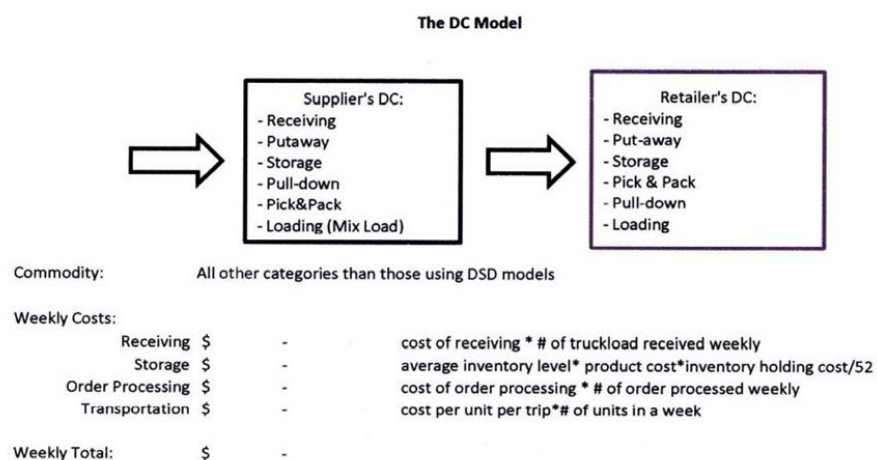 The DC Model
Supplier's DC:
- Receiving
- Putaway
- Storage
- Pull-down
- Pick&Pack
- Loading (Mix Load)
Retailer's DC:
- Receiving
- Put-away
- Storage
- Pick & Pack
- Pull-down
- Loading
Commodity: All other categories than those using DSD models
Weekly Costs:
Receiving $ - cost of receiving * # of truckload received weekly
Storage $ - average inventory level* product cost*inventory holding cost/52
Order Processing $ - cost of order processing * # of order processed weekly
Transportation $ - cost per unit per trip*# of units in a week
Weekly Total: $ -